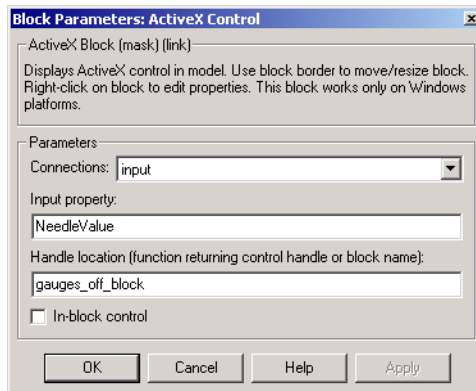 Block Parameters: ActiveX Control
ActiveX Block (mask) (link)
Displays ActiveX control in model. Use block border to move/resize block.
Right-click on block to edit properties. This block works only on Windows
platforms.
Parameters
Connections: input
Input property:
NeedleValue
Handle location (function returning control handle or block name):
gauges_off_block
In-block control
OK Cancel Help Apply